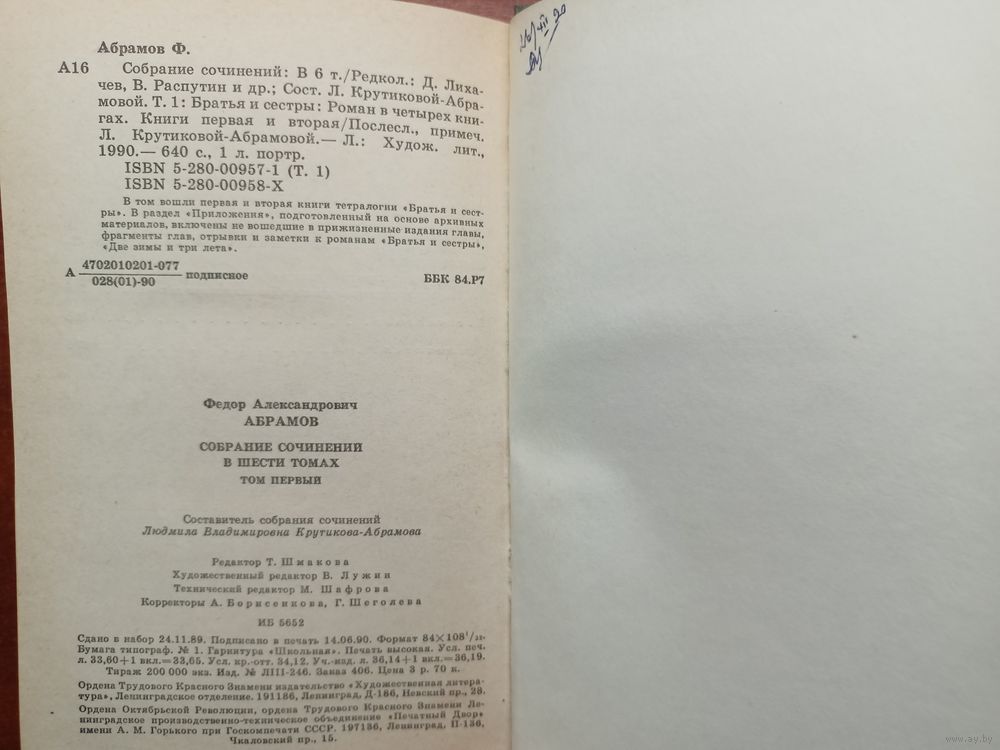 Абрамов Ф.
А16 Собрание сочинений: В 6 т./Редкол.: Д. Лиха-
чев, В. Распутин и др.; Сост. Л. Крутиковой-Абра-
мовой. Т. 1: Братья и сестры: Роман в четырех кни-
гах. Книги первая и вторая/Послесл., примеч.
Л. Крутиковой-Абрамовой.— Л.: Худож. лит.,
1990.— 640 с., 1 л. портр.
ISBN 5-280-00957-1 (Т. 1)
ISBN 5-280-00958-X
В том вошли первая и вторая книги тетралогии «Братья и сест-
ры». В раздел «Приложения», подготовленный на основе архивных
материалов, включены не вошедшие в прижизненные издания главы,
фрагменты глав, отрывки и заметки к романам «Братья и сестры»,
«Две зимы и три лета».
А 4702010201-077 подписное
028(01)-90
ББК 84.Р7
Федор Александрович
АБРАМОВ
СОБРАНИЕ СОЧИНЕНИЙ
В ШЕСТИ ТОМАХ
ТОМ ПЕРВЫЙ
Составитель собрания сочинений
Людмила Владимировна Крутикова-Абрамова
Редактор Т. Шмакова
Художественный редактор В. Лужин
Технический редактор М. Шафрова
Корректоры А. Борисенкова, Г. Щеголева
ИБ 5652
Сдано в набор 24.11.89. Подписано в печать 14.06.90. Формат 84×108¹/₃₂.
Бумага типограф. № 1. Гарнитура «Школьная». Печать высокая. Усл. печ.
л. 33,60+1 вкл.=33,65. Усл. кр.-отт. 34,12. Уч.-изд. л. 36,14+1 вкл.=36,19.
Тираж 200 000 экз. Изд. № ЛIII-246. Заказ 406. Цена 3 р. 70 к.
Ордена Трудового Красного Знамени издательство «Художественная литера-
тура», Ленинградское отделение. 191186, Ленинград, Д-186, Невский пр., 28.
Ордена Октябрьской Революции, ордена Трудового Красного Знамени Ле-
нинградское производственно-техническое объединение «Печатный Двор»
имени А. М. Горького при Госкомпечати СССР. 197136, Ленинград, П-136,
Чкаловский пр., 15.
www.ay.by